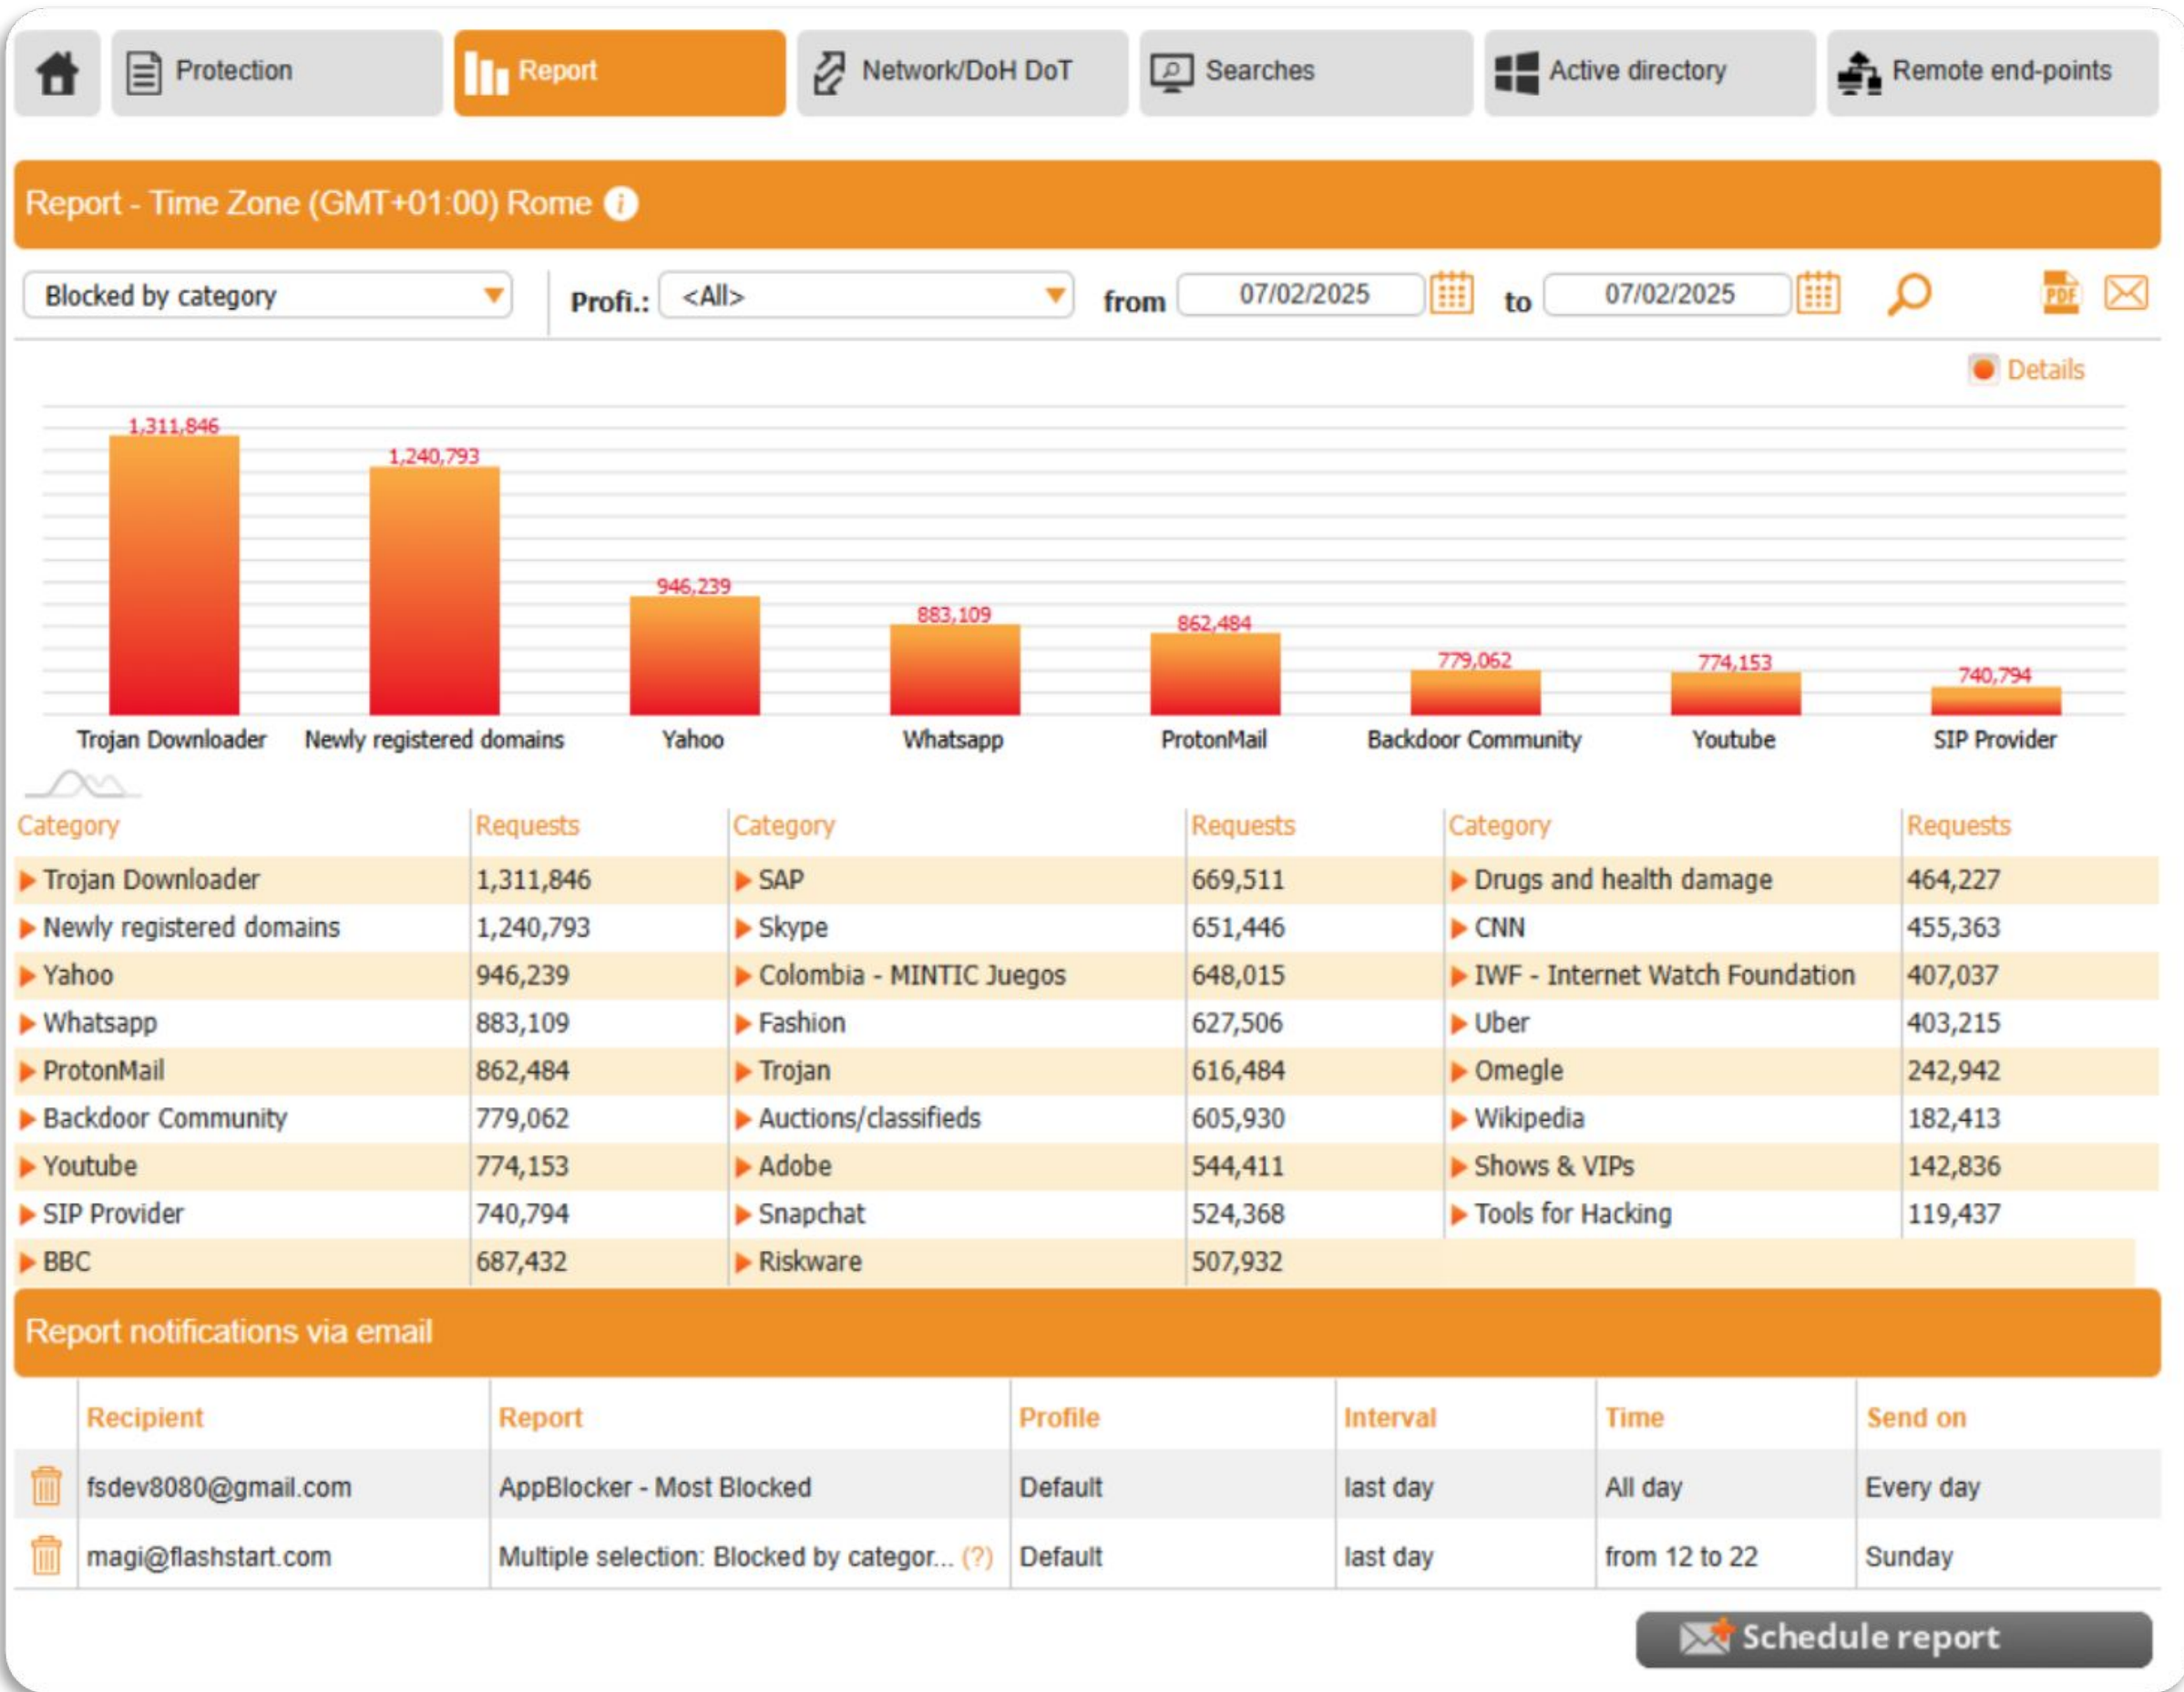 Protection Report Network/DoH DoT Searches Active directory Remote end-points
Report - Time Zone (GMT+01:00) Rome i
Blocked by category Profi.: <All> from 07/02/2025 to 07/02/2025 PDF
Details
1,311,846 1,240,793 946,239 883,109 862,484 779,062 774,153 740,794
Trojan Downloader Newly registered domains Yahoo Whatsapp ProtonMail Backdoor Community Youtube SIP Provider
Category Requests Category Requests Category Requests
Trojan Downloader 1,311,846 SAP 669,511 Drugs and health damage 464,227
Newly registered domains 1,240,793 Skype 651,446 CNN 455,363
Yahoo 946,239 Colombia - MINTIC Juegos 648,015 IWF - Internet Watch Foundation 407,037
Whatsapp 883,109 Fashion 627,506 Uber 403,215
ProtonMail 862,484 Trojan 616,484 Omegle 242,942
Backdoor Community 779,062 Auctions/classifieds 605,930 Wikipedia 182,413
Youtube 774,153 Adobe 544,411 Shows & VIPs 142,836
SIP Provider 740,794 Snapchat 524,368 Tools for Hacking 119,437
BBC 687,432 Riskware 507,932
Report notifications via email
Recipient Report Profile Interval Time Send on
fsdev8080@gmail.com AppBlocker - Most Blocked Default last day All day Every day
magi@flashstart.com Multiple selection: Blocked by categor... (?) Default last day from 12 to 22 Sunday
Schedule report